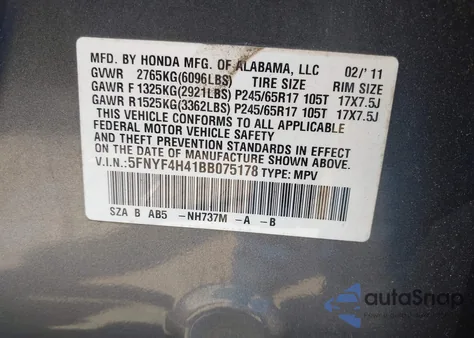 MFD. BY HONDA MFG. OF ALABAMA, LLC 02/'11
GVWR 2765KG(6096LBS) TIRE SIZE RIM SIZE
GAWR F 1325KG(2921LBS) P245/65R17 105T 17X7.5J
GAWR R1525KG(3362LBS) P245/65R17 105T 17X7.5J
THIS VEHICLE CONFORMS TO ALL APPLICABLE
FEDERAL MOTOR VEHICLE SAFETY
AND THEFT PREVENTION STANDARDS IN EFFECT ON
THE DATE OF MANUFACTURE SHOWN ABOVE.
V.I.N.:5FNYF4H41BB075178 TYPE: MPV
SZA B AB5 -NH737M -A -B
autoSnap